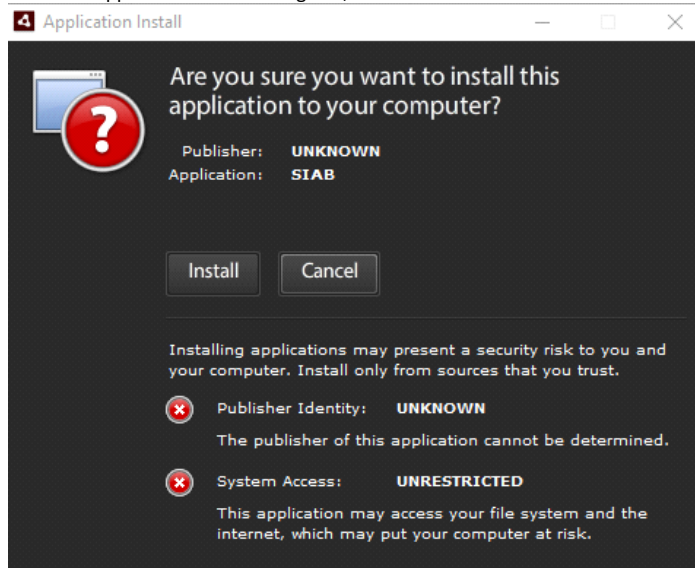 Application Install
Are you sure you want to install this
application to your computer?
Publisher: UNKNOWN
Application: SIAB
Install Cancel
Installing applications may present a security risk to you and
your computer. Install only from sources that you trust.
Publisher Identity: UNKNOWN
The publisher of this application cannot be determined.
System Access: UNRESTRICTED
This application may access your file system and the
internet, which may put your computer at risk.